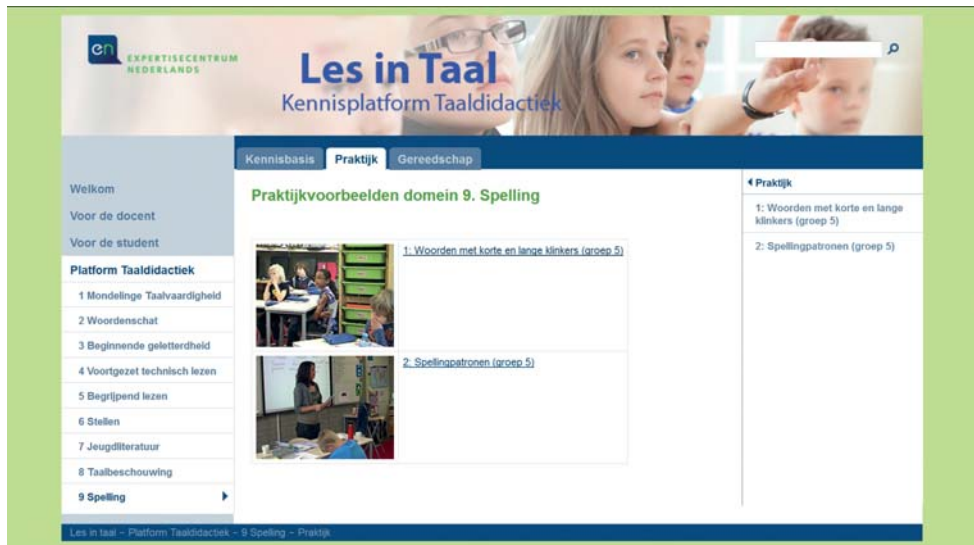 en
EXPERTISECENTRUM
NEDERLANDS
Les in Taal
Kennisplatform Taaldidactiek
Kennisbasis Praktijk Gereedschap
Welkom
Voor de docent
Voor de student
Platform Taaldidactiek
1 Mondelinge Taalvaardigheid
2 Woordenschat
3 Beginnende geletterdheid
4 Voortgezet technisch lezen
5 Begrijpend lezen
6 Stellen
7 Jeugdliteratuur
8 Taalbeschouwing
9 Spelling
Praktijkvoorbeelden domein 9. Spelling
1: Woorden met korte en lange klinkers (groep 5)
2: Spellingpatronen (groep 5)
Praktijk
1: Woorden met korte en lange
klinkers (groep 5)
2: Spellingpatronen (groep 5)
Les in taal ~ Platform Taaldidactiek ~ 9 Spelling ~ Praktijk